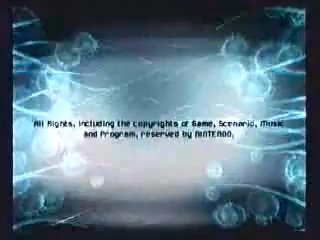 All Rights, including the copyrights of Game, Scenario, Music
and Program, reserved by NINTENDO.